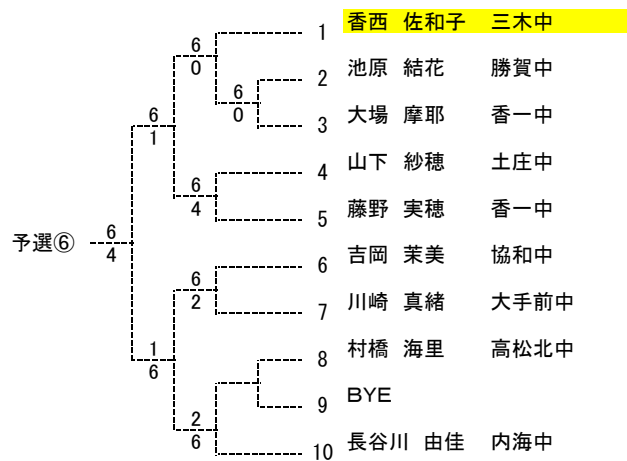 1 香西 佐和子 三木中
6
0
2 池原 結花 勝賀中
6
0
3 大場 摩耶 香一中
6
1
4 山下 紗穂 土庄中
6
4
5 藤野 実穂 香一中
予選⑥
6
4
6 吉岡 茉美 協和中
6
2
7 川崎 真緒 大手前中
1
6
8 村橋 海里 高松北中
9 BYE
2
6
10 長谷川 由佳 内海中